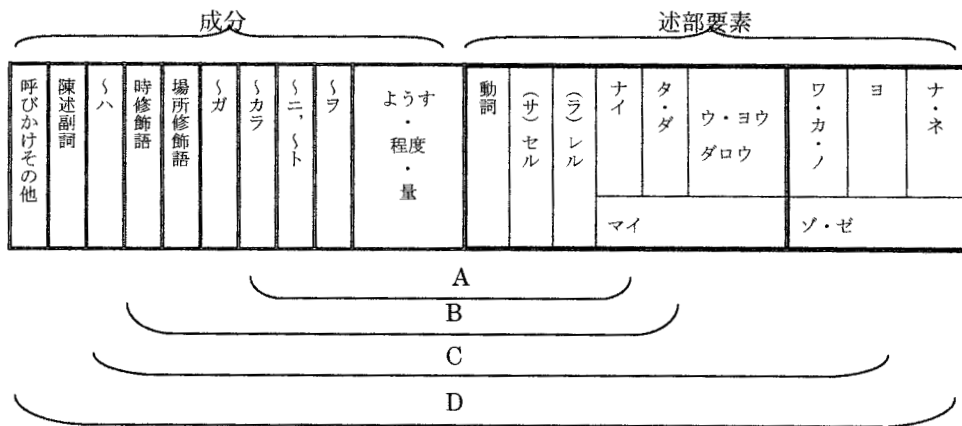 成分
述部要素
呼びかけその他
陳述副詞
~ハ
時修飾語
場所修飾語
~ガ
~カラ
~ニ,~ト
~ヲ
ようす
・
程度
・
量
動詞
(サ)セル
(ラ)レル
ナイ
タ・ダ
ウ・ヨウ
ダロウ
マイ
ワ・カ・ノ
ヨ
ナ・ネ
ゾ・ゼ
A
B
C
D